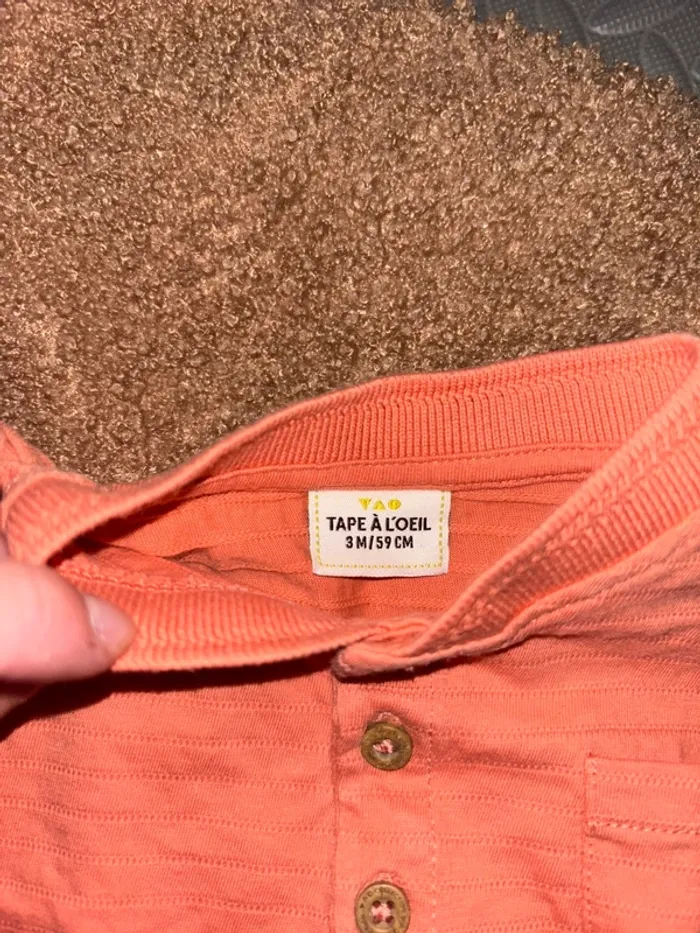 TAO
TAPE À L'OEIL
3 M/59 CM